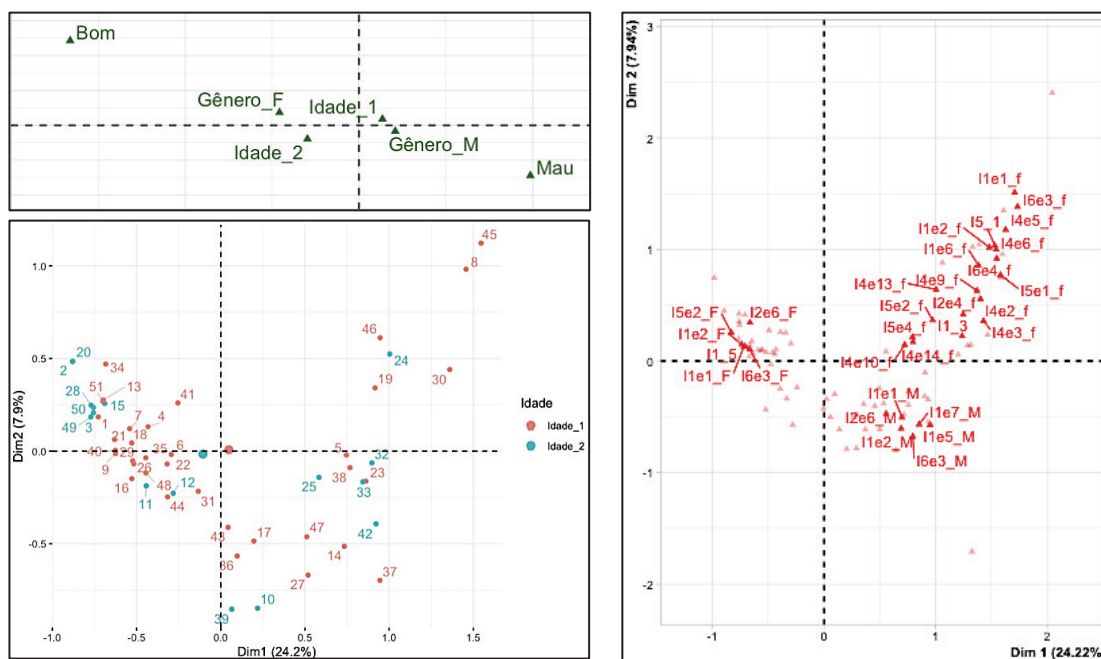 Bom
Gênero_F
Idade_1
Idade_2
Gênero_M
Mau
Dim2 (7.9%)
1.0
0.5
0.0
-0.5
-1.0
-0.5
0.0
0.5
1.0
1.5
Dim1 (24.2%)
45
8
46
24
19
30
20
2
34
51
13
28
50
15
49
3
1
7
4
41
21
18
40
29
35
6
9
26
22
16
48
11
44
12
31
5
32
38
23
25
33
43
17
47
42
36
14
27
37
39
10
Idade
Idade_1
Idade_2
Dim 2 (7.94%)
3
2
1
0
-1
-2
-1
0
1
2
Dim 1 (24.22%
I1e1_f
I6e3_f
I5_1
I4e5_f
I1e2_f
I4e6_f
I1e6_f
I6e4_f
I4e9_f
I4e13_f
I5e1_f
I5e2_f
I2e4_f
I4e2_f
I5e4_f
I1_3
I4e3_f
I4e10_f
I4e14_f
I5e2_F
I2e6_F
I1e2_F
I1_5
I1e1_F
I6e3_F
I1e1_M
I2e6_M
I1e7_M
I1e2_M
I1e5_M
I6e3_M